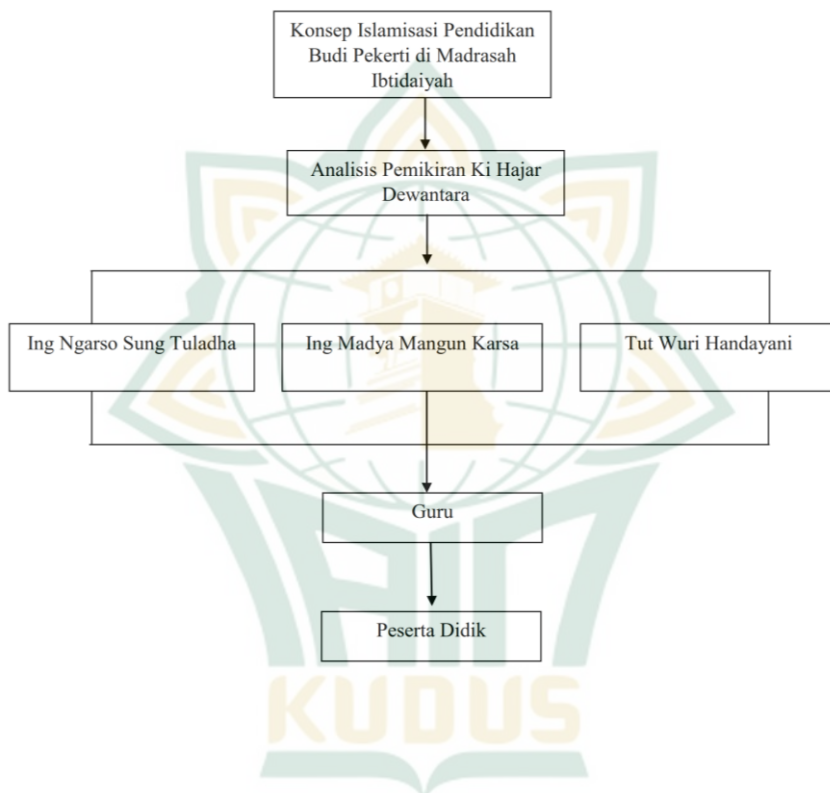 Konsep Islamisasi Pendidikan
Budi Pekerti di Madrasah
Ibtidaiyah
Analisis Pemikiran Ki Hajar
Dewantara
Ing Ngarso Sung Tuladha
Ing Madya Mangun Karsa
Tut Wuri Handayani
Guru
Peserta Didik
IAIN
KUDUS